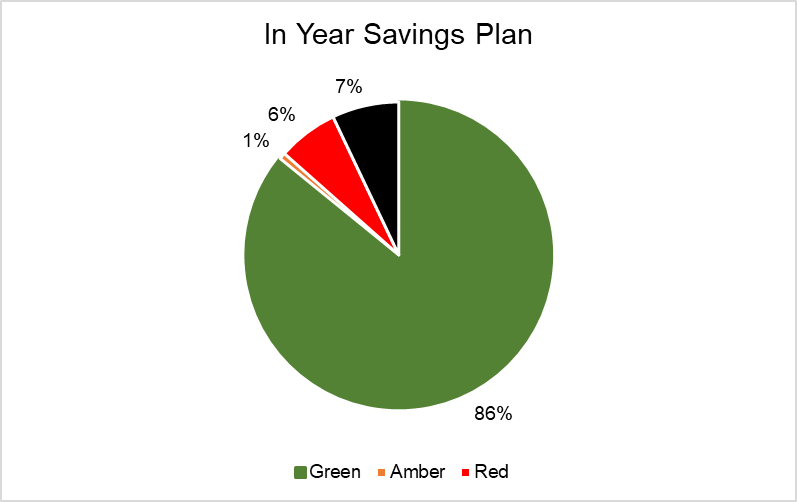 In Year Savings Plan
7%
6%
1%
86%
Green Amber Red